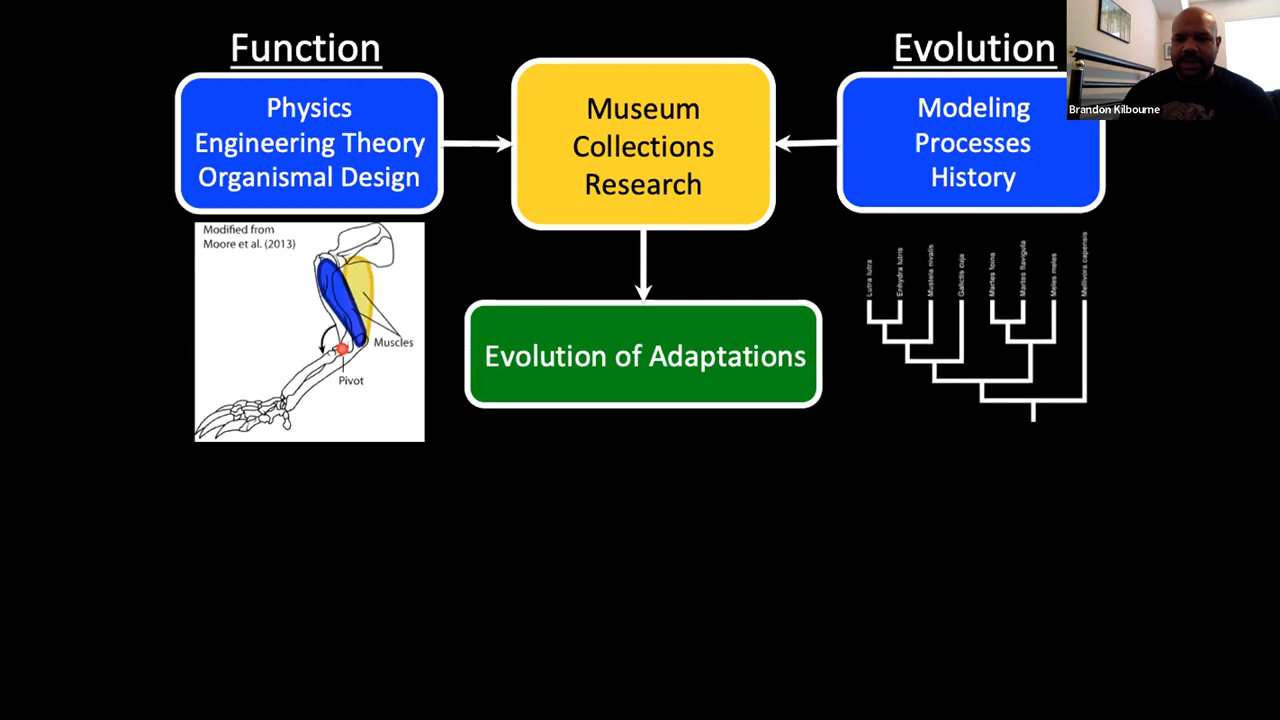 Function
Physics
Engineering Theory
Organismal Design
Museum
Collections
Research
Evolution
Modeling
Processes
History
Brandon Kilbourne
Modified from
Moore et al. (2013)
Muscles
Pivot
Evolution of Adaptations
Lutra lutra
Enhydra lutris
Mustela nivalis
Galictis cuja
Martes foina
Martes flavigula
Meles meles
Mellivora capensis